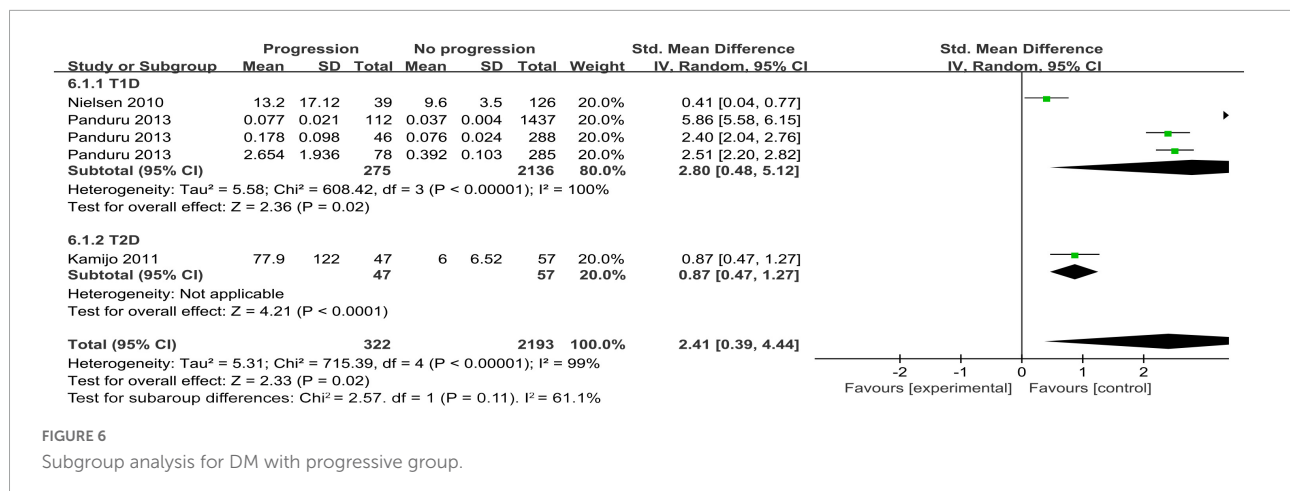 Progression No progression Std. Mean Difference Std. Mean Difference
Study or Subgroup Mean SD Total Mean SD Total Weight IV, Random, 95% CI IV, Random, 95% CI
6.1.1 T1D
Nielsen 2010 13.2 17.12 39 9.6 3.5 126 20.0% 0.41 [0.04, 0.77]
Panduru 2013 0.077 0.021 112 0.037 0.004 1437 20.0% 5.86 [5.58, 6.15]
Panduru 2013 0.178 0.098 46 0.076 0.024 288 20.0% 2.40 [2.04, 2.76]
Panduru 2013 2.654 1.936 78 0.392 0.103 285 20.0% 2.51 [2.20, 2.82]
Subtotal (95% CI) 275 2136 80.0% 2.80 [0.48, 5.12]
Heterogeneity: Tau² = 5.58; Chi² = 608.42, df = 3 (P < 0.00001); I² = 100%
Test for overall effect: Z = 2.36 (P = 0.02)
6.1.2 T2D
Kamijo 2011 77.9 122 47 6 6.52 57 20.0% 0.87 [0.47, 1.27]
Subtotal (95% CI) 47 57 20.0% 0.87 [0.47, 1.27]
Heterogeneity: Not applicable
Test for overall effect: Z = 4.21 (P < 0.0001)
Total (95% CI) 322 2193 100.0% 2.41 [0.39, 4.44]
Heterogeneity: Tau² = 5.31; Chi² = 715.39, df = 4 (P < 0.00001); I² = 99%
Test for overall effect: Z = 2.33 (P = 0.02)
Test for subgroup differences: Chi² = 2.57. df = 1 (P = 0.11). I² = 61.1%
-2 -1 0 1 2
Favours [experimental] Favours [control]
FIGURE 6
Subgroup analysis for DM with progressive group.